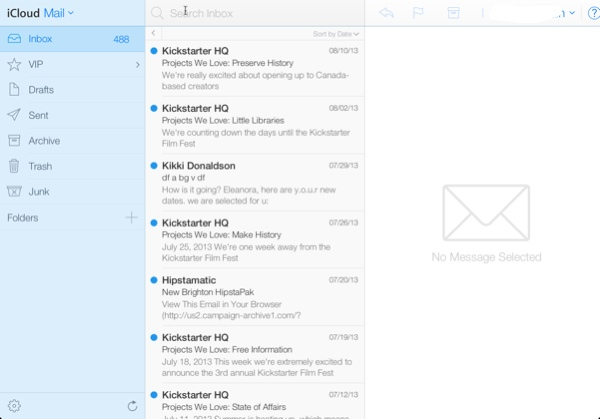 iCloud Mail
Search Inbox
Inbox 488
VIP
Drafts
Sent
Archive
Trash
Junk
Folders
Sort by Date
Kickstarter HQ 08/10/13
Projects We Love: Preserve History
We're really excited about opening up to Canada-
based creators
Kickstarter HQ 08/02/13
Projects We Love: Little Libraries
We're counting down the days until the Kickstarter
Film Fest
Kikki Donaldson 07/29/13
df a bg v df
How is it going? Eleanora, here are y.o.u.r new
dates. we are selected for u:
Kickstarter HQ 07/26/13
Projects We Love: Make History
July 25, 2013 We're one week away from the
Kickstarter Film Fest
Hipstamatic 07/20/13
New Brighton HipstaPak
View This Email in Your Browser
(http://us2.campaign-archive1.com/?
Kickstarter HQ 07/19/13
Projects We Love: Free Information
July 18, 2013 This week we're extremely excited to
announce the 3rd annual Kickstarter Film Fest
Kickstarter HQ 07/12/13
Projects We Love: State of Affairs
No Message Selected